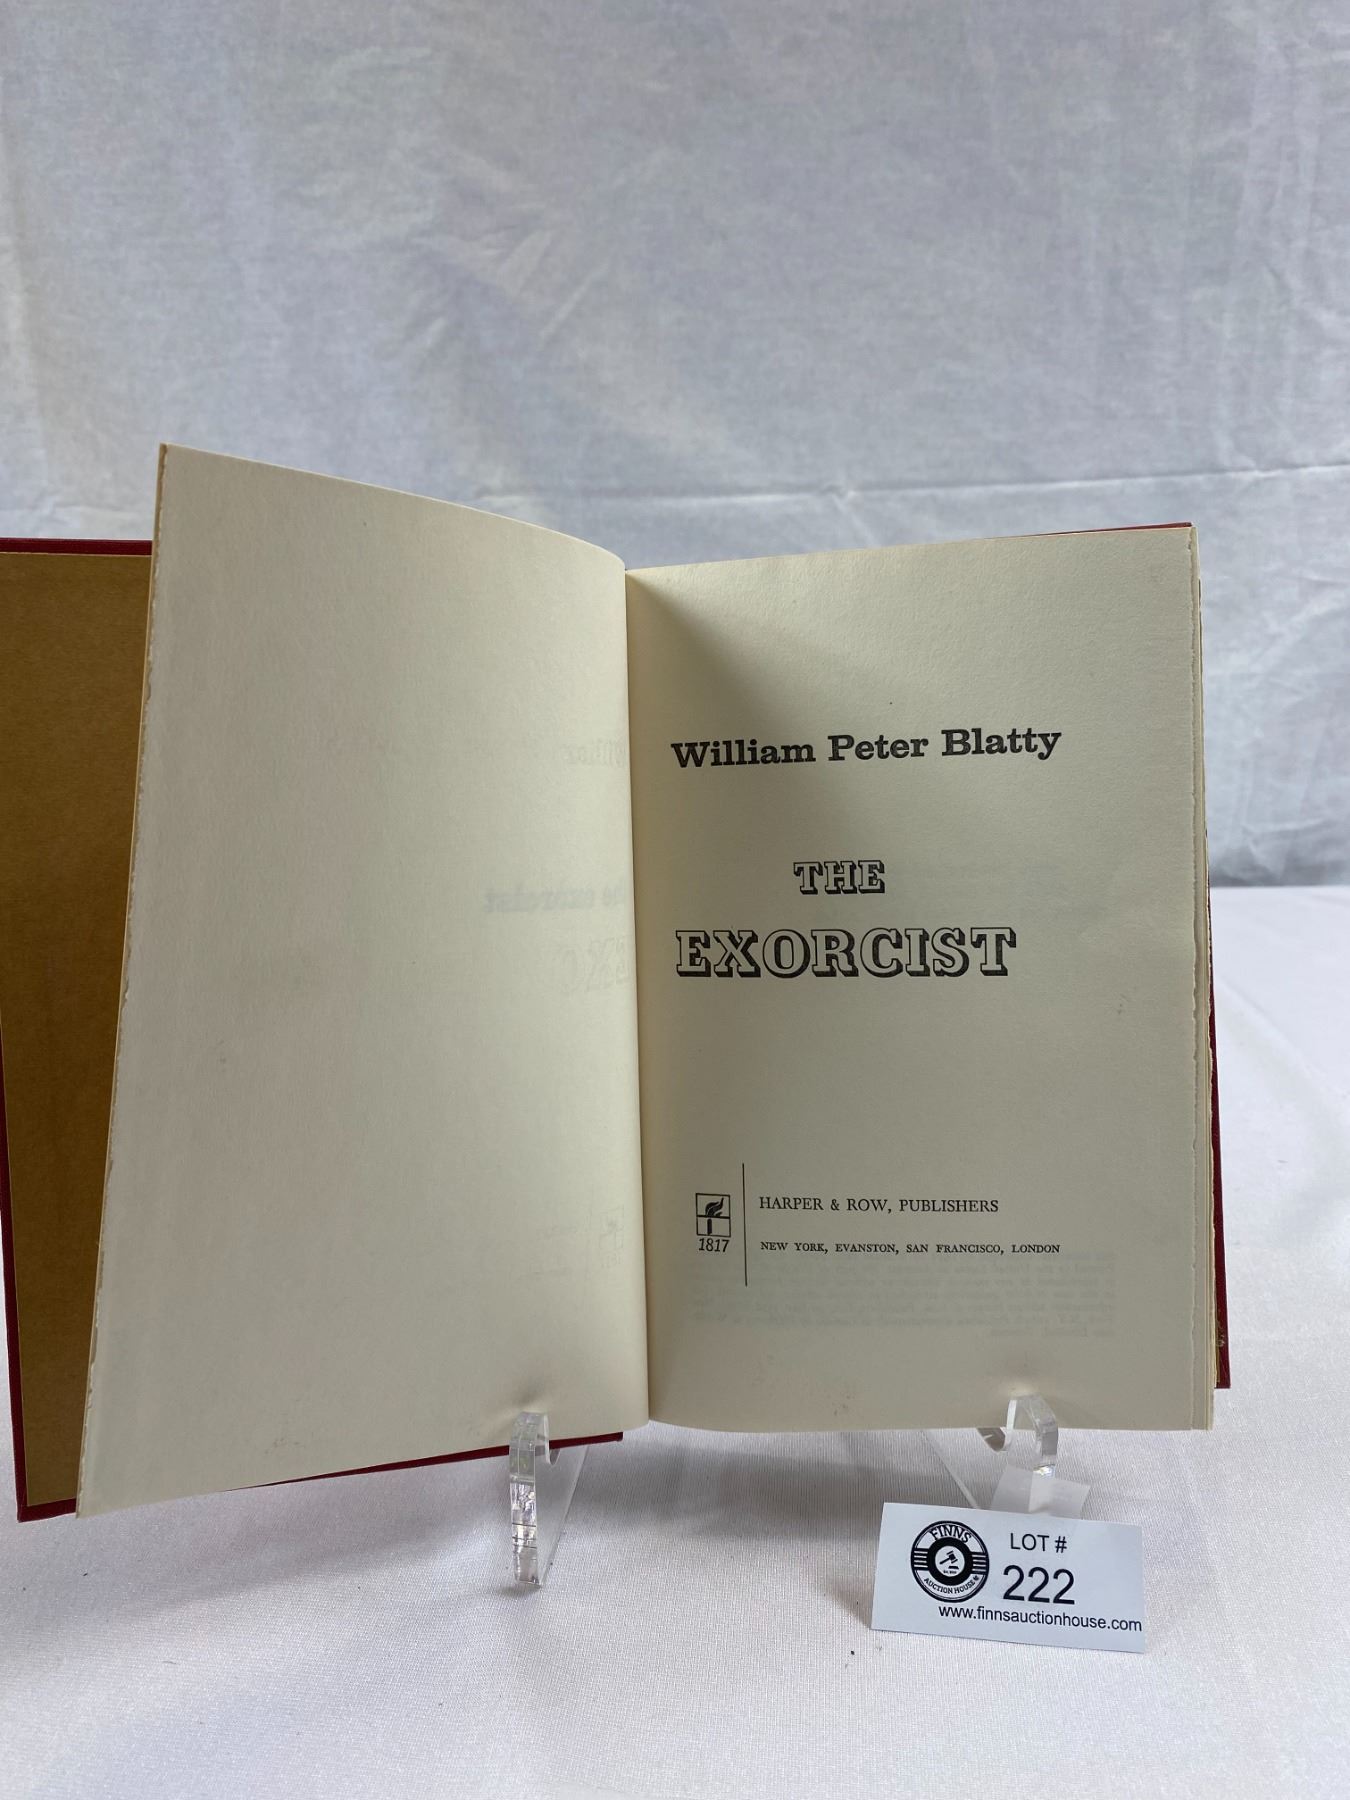 William Peter Blatty
THE
EXORCIST
HARPER & ROW, PUBLISHERS
1817
NEW YORK, EVANSTON, SAN FRANCISCO, LONDON
FINNS
AUCTION HOUSE
LOT #
222
www.finnsauctionhouse.com